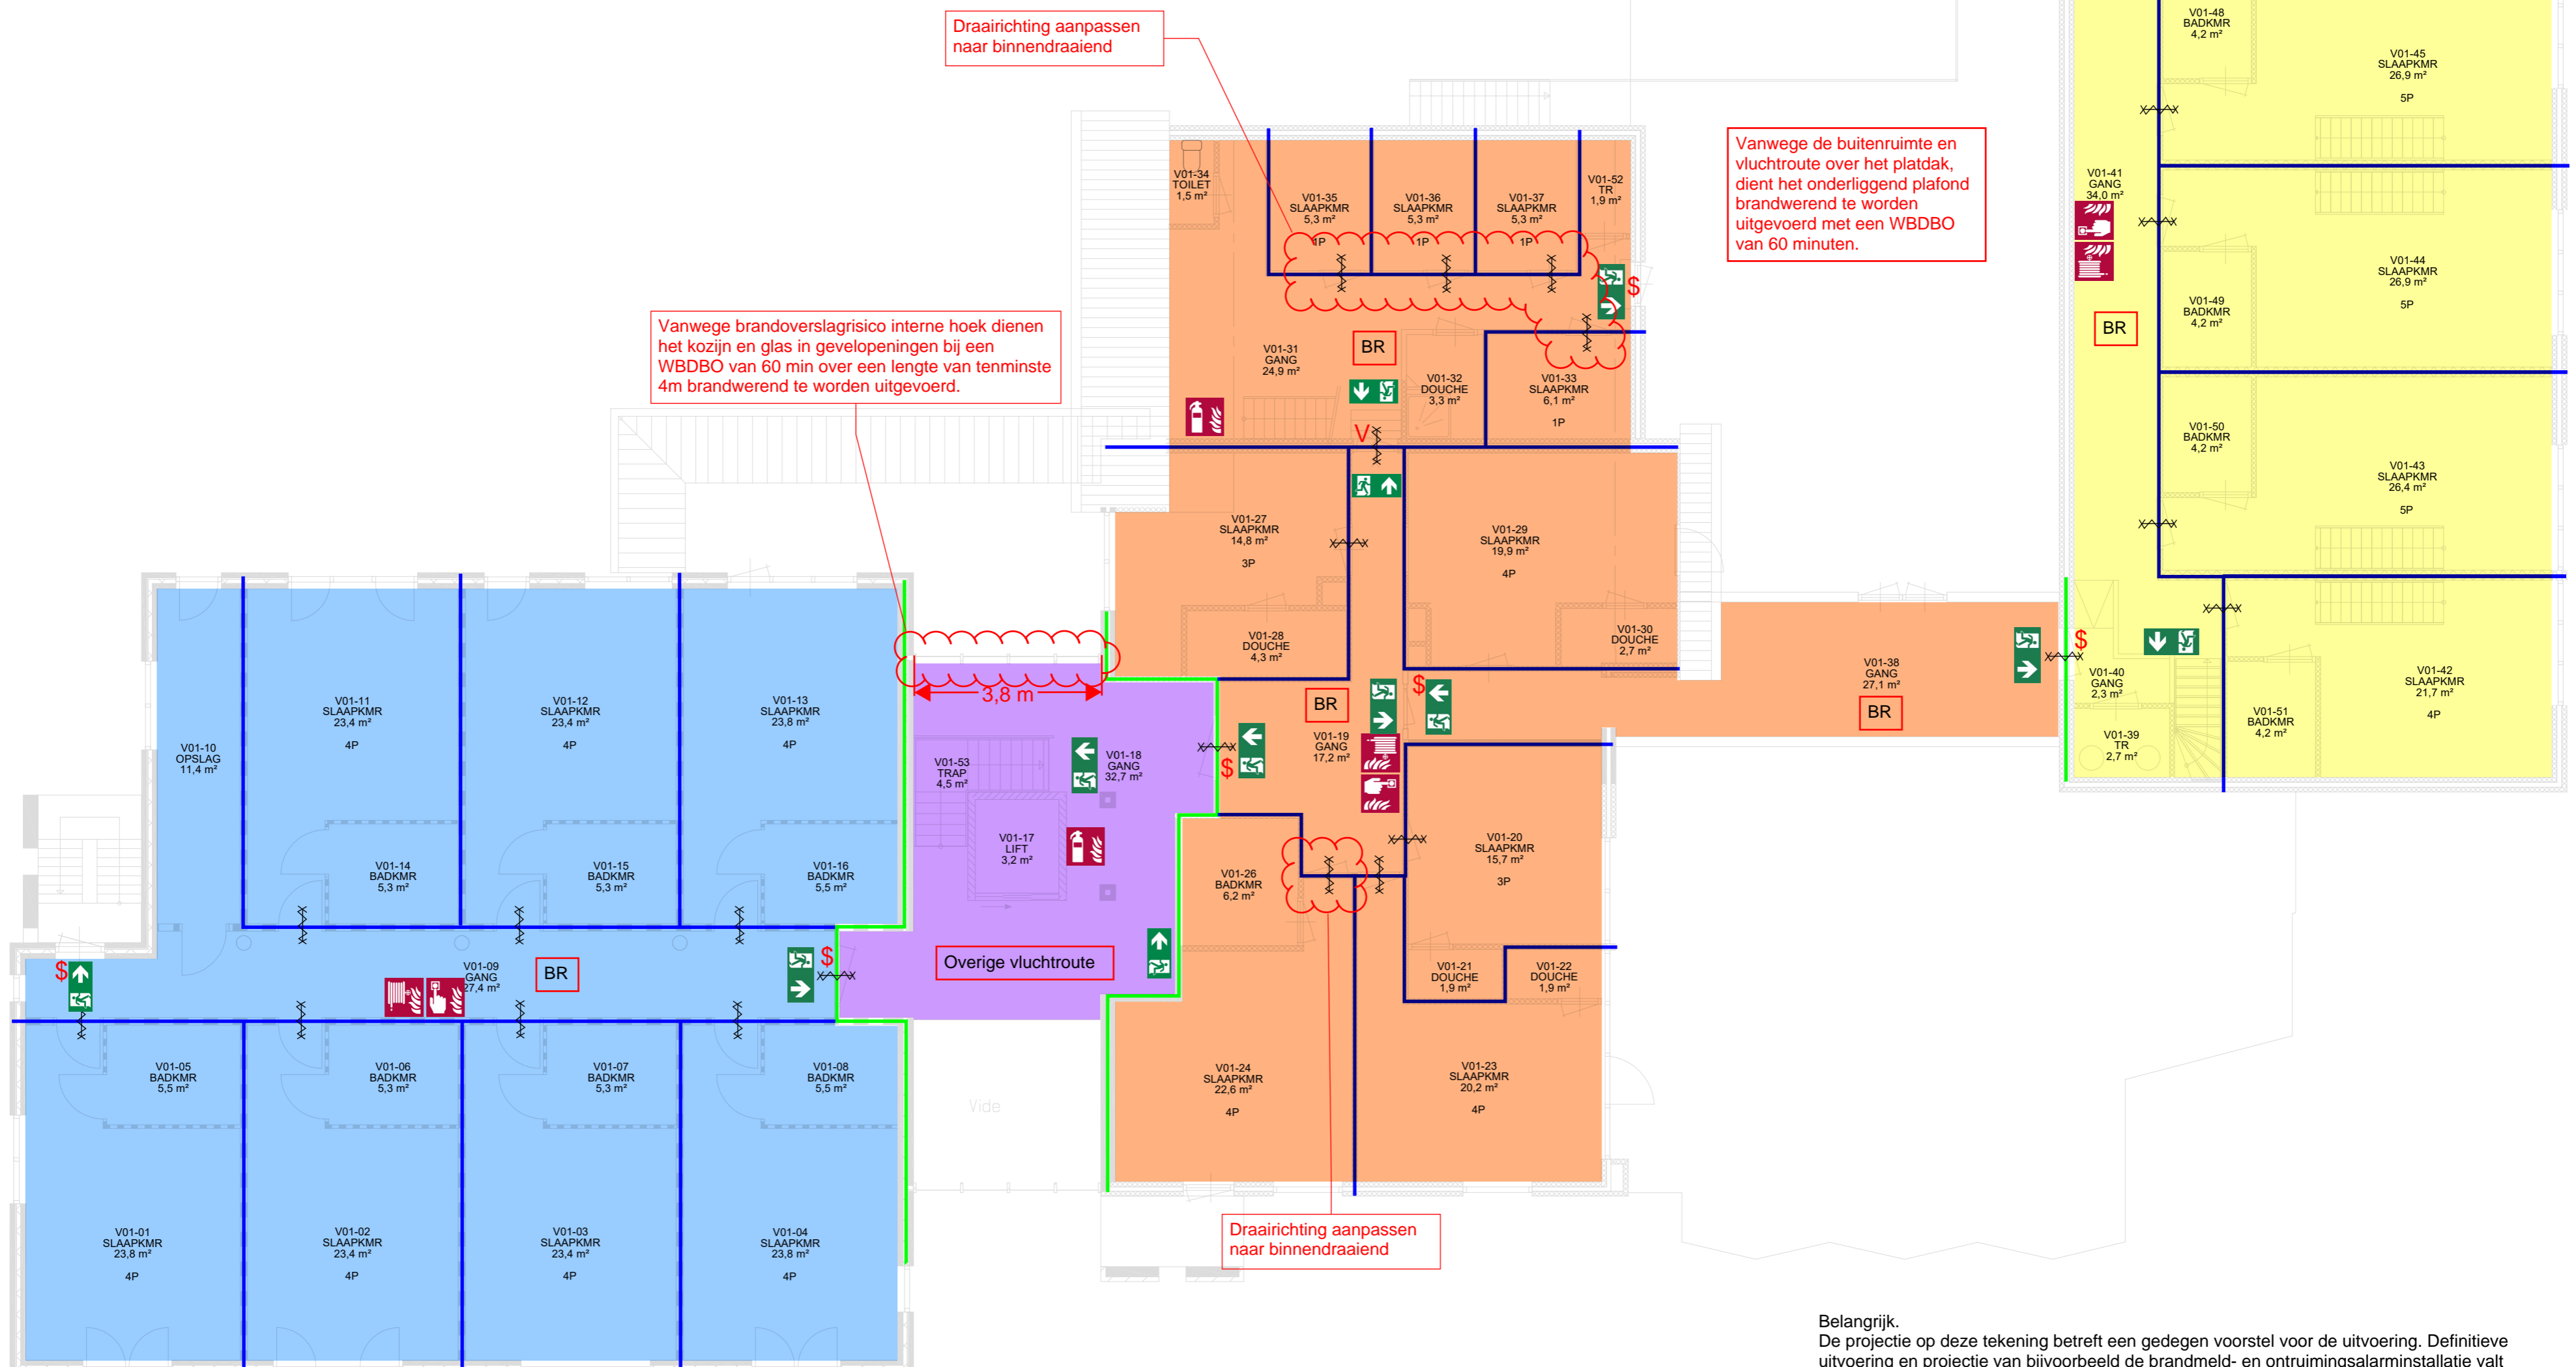 Draairichting aanpassen
naar binnendraaiend
V01-48
BADKMR
4,2 m²
V01-45
SLAAPKMR
26,9 m²
5P
Vanwege de buitenruimte en
vluchtroute over het platdak,
dient het onderliggend plafond
brandwerend te worden
uitgevoerd met een WBDBO
van 60 minuten.
V01-34
TOILET
1,5 m²
V01-35
SLAAPKMR
5,3 m²
1P
V01-36
SLAAPKMR
5,3 m²
1P
V01-37
SLAAPKMR
5,3 m²
1P
V01-52
TR
1,9 m²
V01-41
GANG
34,0 m²
V01-44
SLAAPKMR
26,9 m²
5P
V01-49
BADKMR
4,2 m²
BR
$
Vanwege brandoverslagrisico interne hoek dienen
het kozijn en glas in gevelopeningen bij een
WBDBO van 60 min over een lengte van tenminste
4m brandwerend te worden uitgevoerd.
V01-31
GANG
24,9 m²
BR
V01-32
DOUCHE
3,3 m²
V01-33
SLAAPKMR
6,1 m²
1P
V
V01-50
BADKMR
4,2 m²
V01-43
SLAAPKMR
26,4 m²
5P
V01-27
SLAAPKMR
14,8 m²
3P
V01-29
SLAAPKMR
19,9 m²
4P
V01-28
DOUCHE
4,3 m²
V01-30
DOUCHE
2,7 m²
V01-38
GANG
27,1 m²
BR
$
V01-40
GANG
2,3 m²
V01-42
SLAAPKMR
21,7 m²
4P
V01-51
BADKMR
4,2 m²
V01-39
TR
2,7 m²
V01-10
OPSLAG
11,4 m²
V01-11
SLAAPKMR
23,4 m²
4P
V01-12
SLAAPKMR
23,4 m²
4P
V01-13
SLAAPKMR
23,8 m²
4P
3,8 m
V01-53
TRAP
4,5 m²
V01-18
GANG
32,7 m²
BR
V01-19
GANG
17,2 m²
$
$
V01-17
LIFT
3,2 m²
V01-14
BADKMR
5,3 m²
V01-15
BADKMR
5,3 m²
V01-16
BADKMR
5,5 m²
V01-26
BADKMR
6,2 m²
V01-20
SLAAPKMR
15,7 m²
3P
V01-21
DOUCHE
1,9 m²
V01-22
DOUCHE
1,9 m²
$
V01-09
GANG
27,4 m²
BR
$
Overige vluchtroute
V01-05
BADKMR
5,5 m²
V01-06
BADKMR
5,3 m²
V01-07
BADKMR
5,3 m²
V01-08
BADKMR
5,5 m²
Vide
V01-24
SLAAPKMR
22,6 m²
4P
V01-23
SLAAPKMR
20,2 m²
4P
V01-01
SLAAPKMR
23,8 m²
4P
V01-02
SLAAPKMR
23,4 m²
4P
V01-03
SLAAPKMR
23,4 m²
4P
V01-04
SLAAPKMR
23,8 m²
4P
Draairichting aanpassen
naar binnendraaiend
Belangrijk.
De projectie op deze tekening betreft een gedegen voorstel voor de uitvoering. Definitieve
uitvoering en projectie van bijvoorbeeld de brandmeld- en ontruimingsalarminstallatie valt